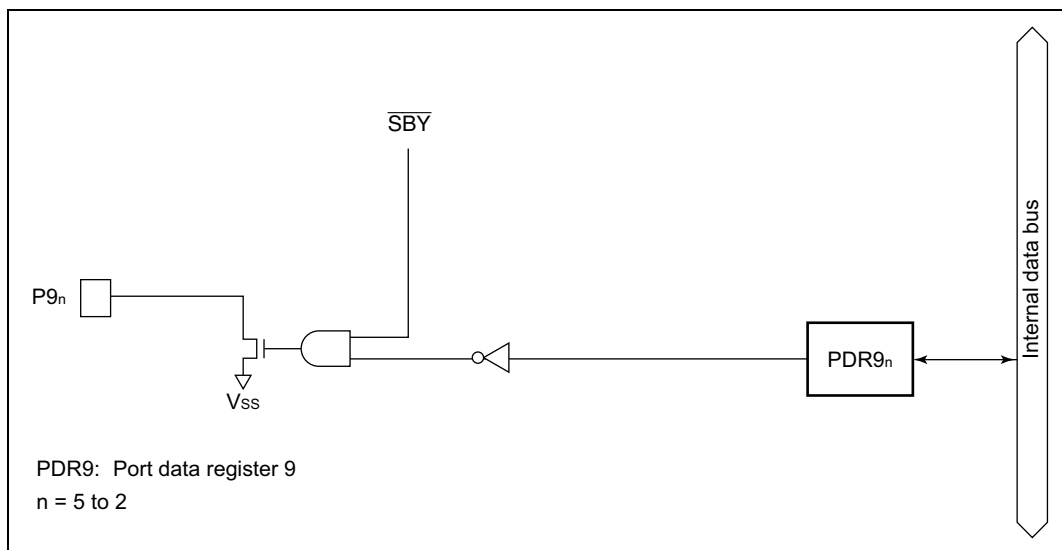 SBY
Internal data bus
P9n
PDR9n
VSS
PDR9: Port data register 9
n = 5 to 2